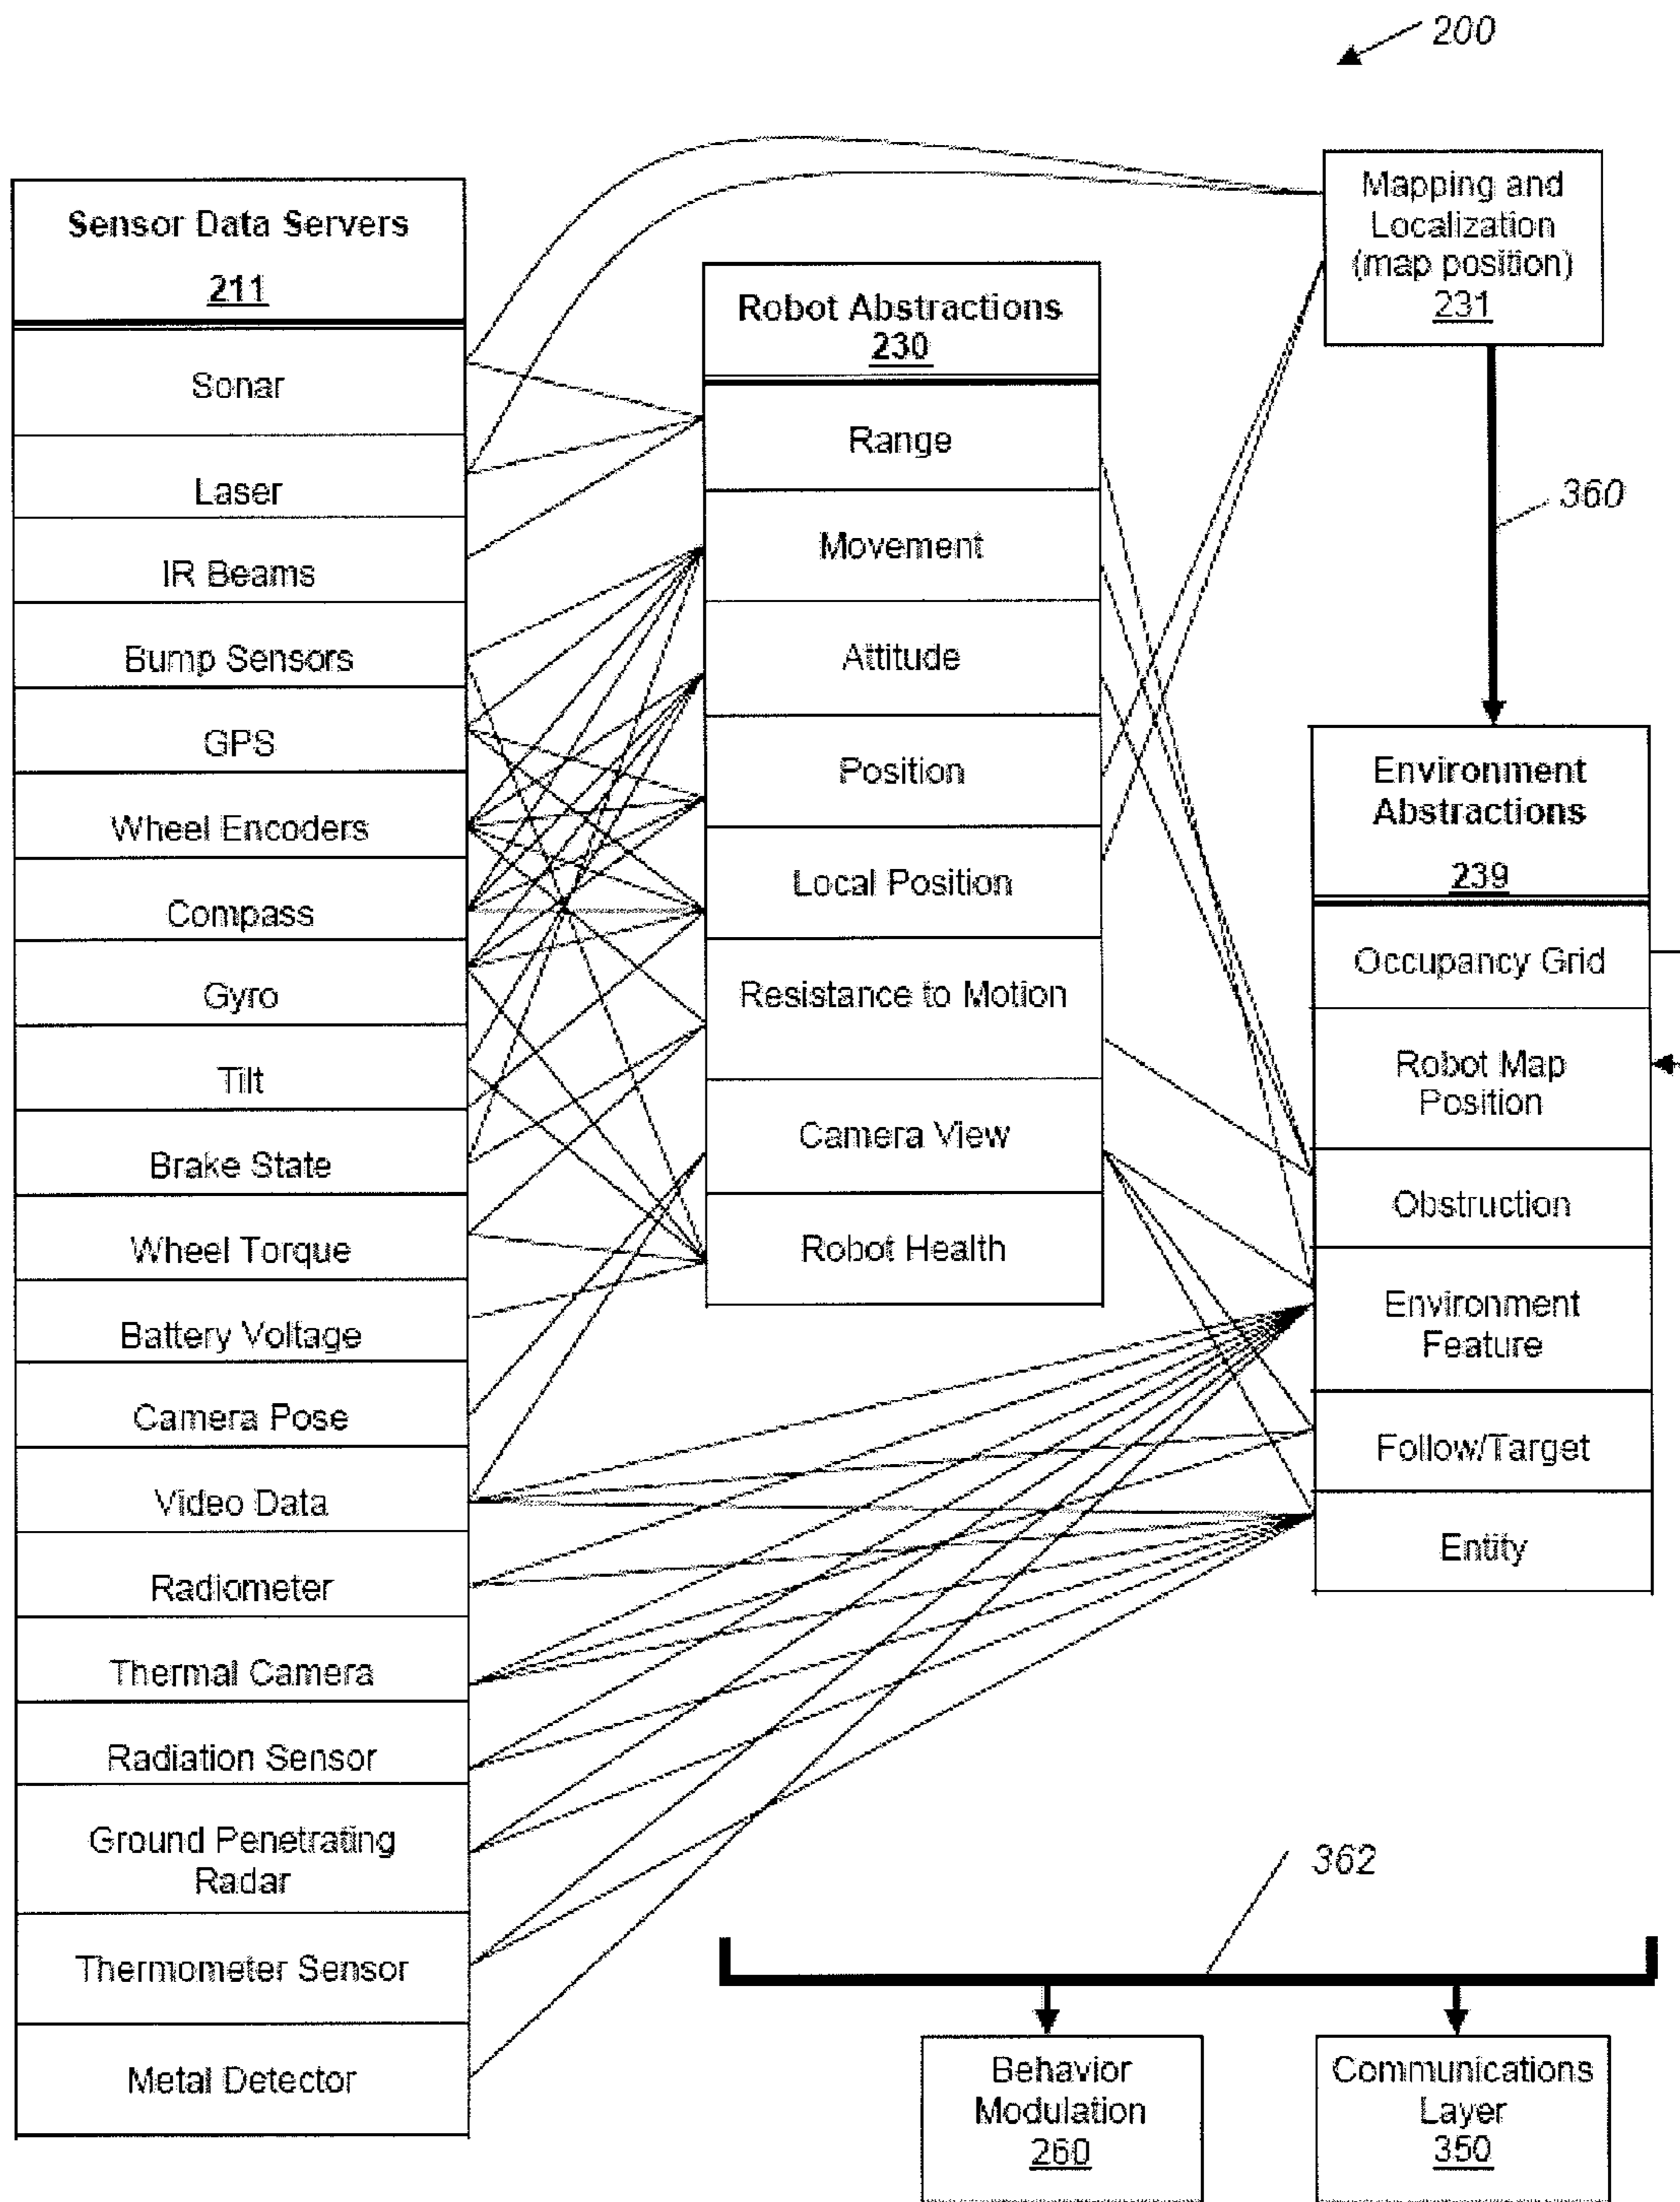 200
Sensor Data Servers
211
Sonar
Laser
IR Beams
Bump Sensors
GPS
Wheel Encoders
Compass
Gyro
Tilt
Brake State
Wheel Torque
Battery Voltage
Camera Pose
Video Data
Radiometer
Thermal Camera
Radiation Sensor
Ground Penetrating
Radar
Thermometer Sensor
Metal Detector
Robot Abstractions
230
Range
Movement
Attitude
Position
Local Position
Resistance to Motion
Camera View
Robot Health
Mapping and
Localization
(map position)
231
360
Environment
Abstractions
239
Occupancy Grid
Robot Map
Position
Obstruction
Environment
Feature
Follow/Target
Entity
362
Behavior
Modulation
260
Communications
Layer
350